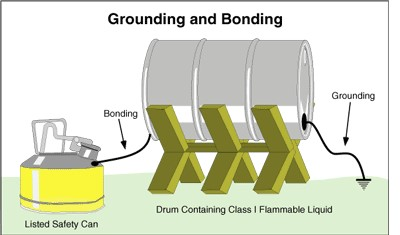 Grounding and Bonding
Grounding
Bonding
Drum Containing Class I Flammable Liquid
Listed Safety Can